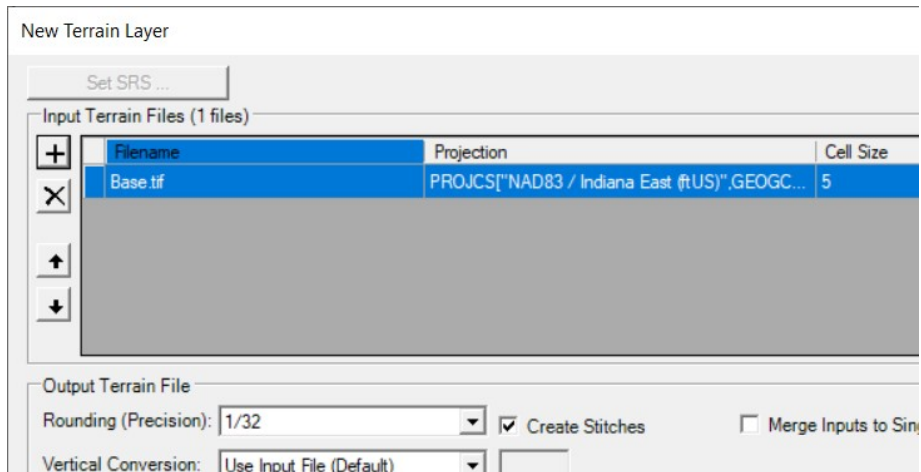 New Terrain Layer
Set SRS ...
Input Terrain Files (1 files)
Filename Projection Cell Size
Base.tif PROJCS["NAD83 / Indiana East (ftUS)",GEOGC... 5
Output Terrain File
Rounding (Precision): 1/32 Create Stitches Merge Inputs to Sing
Vertical Conversion: Use Input File (Default)